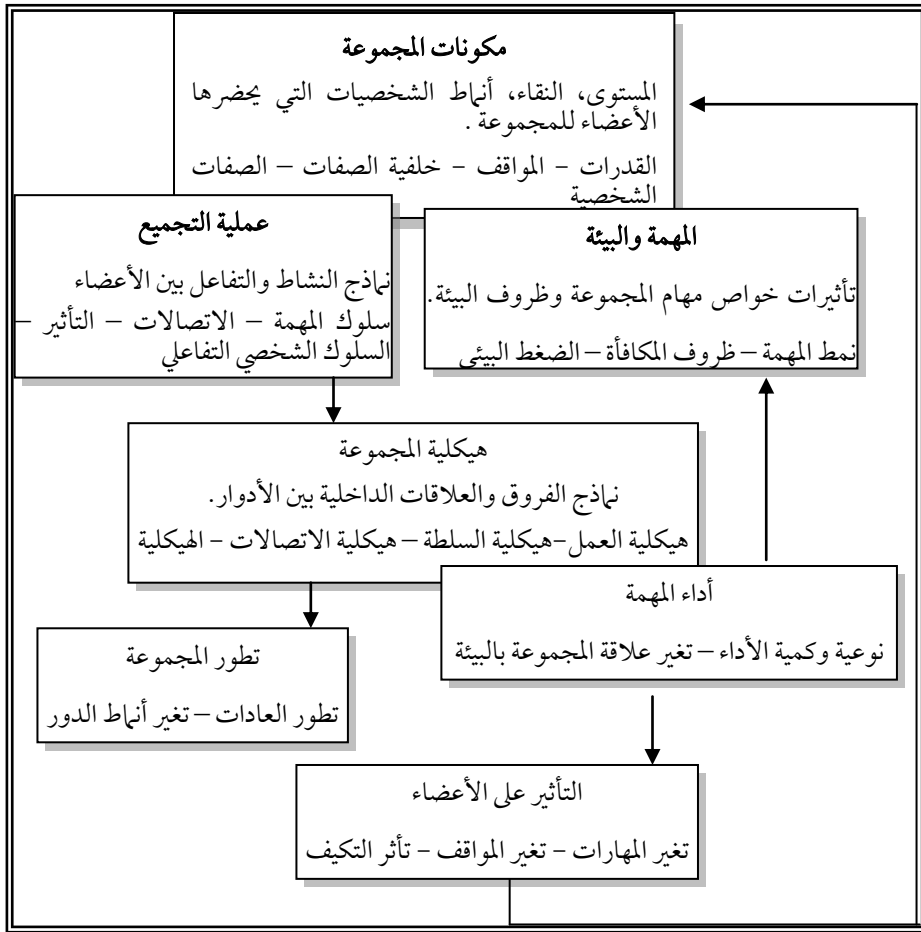 مكونات المجموعة
المستوى، النقاء، أنماط الشخصيات التي يحضرها
الأعضاء للمجموعة .
القدرات – المواقف – خلفية الصفات – الصفات
الشخصية
المهمة والبيئة
تأثيرات خواص مهام المجموعة وظروف البيئة.
نمط المهمة – ظروف المكافأة – الضغط البيئي
عملية التجميع
نماذج النشاط والتفاعل بين الأعضاء
سلوك المهمة – الاتصالات – التأثير –
السلوك الشخصي التفاعلي
هيكلية المجموعة
نماذج الفروق والعلاقات الداخلية بين الأدوار.
هيكلية العمل–هيكلية السلطة – هيكلية الاتصالات – الهيكلية
أداء المهمة
نوعية وكمية الأداء – تغير علاقة المجموعة بالبيئة
تطور المجموعة
تطور العادات – تغير أنماط الدور
التأثير على الأعضاء
تغير المهارات – تغير المواقف – تأثر التكيف